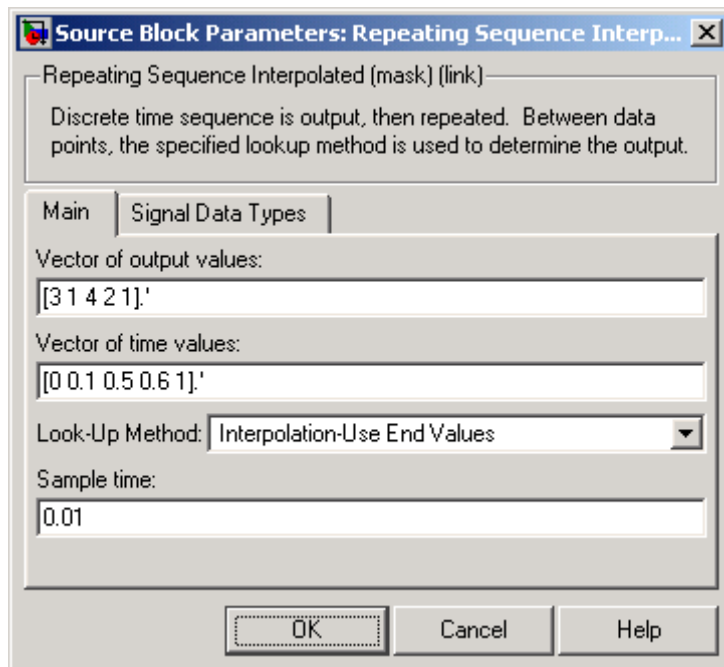 Source Block Parameters: Repeating Sequence Interp...
Repeating Sequence Interpolated (mask) (link)
Discrete time sequence is output, then repeated.  Between data
points, the specified lookup method is used to determine the output.
Main
Signal Data Types
Vector of output values:
[3 1 4 2 1].'
Vector of time values:
[0 0.1 0.5 0.6 1].'
Look-Up Method: Interpolation-Use End Values
Sample time:
0.01
OK
Cancel
Help